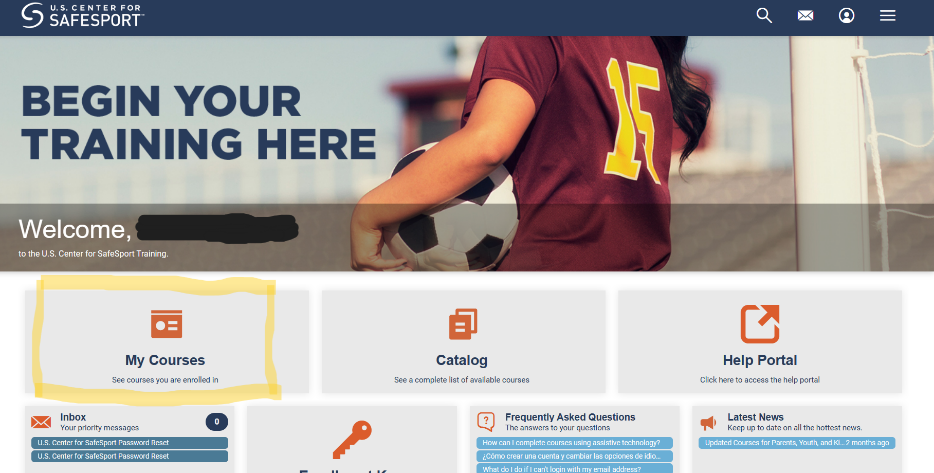 U.S. CENTER FOR
SAFESPORT™
BEGIN YOUR
TRAINING HERE
15
Welcome,
to the U.S. Center for SafeSport Training.
My Courses
See courses you are enrolled in
Catalog
See a complete list of available courses
Help Portal
Click here to access the help portal
Inbox
Your priority messages
0
U.S. Center for SafeSport Password Reset
U.S. Center for SafeSport Password Reset
Frequently Asked Questions
The answers to your questions
How can I complete courses using assistive technology?
¿Cómo crear una cuenta y cambiar las opciones de idio...
What do I do if I can't login with my email address?
Latest News
Keep up to date on all the hottest news.
Updated Courses for Parents, Youth, and Ki... 2 months ago